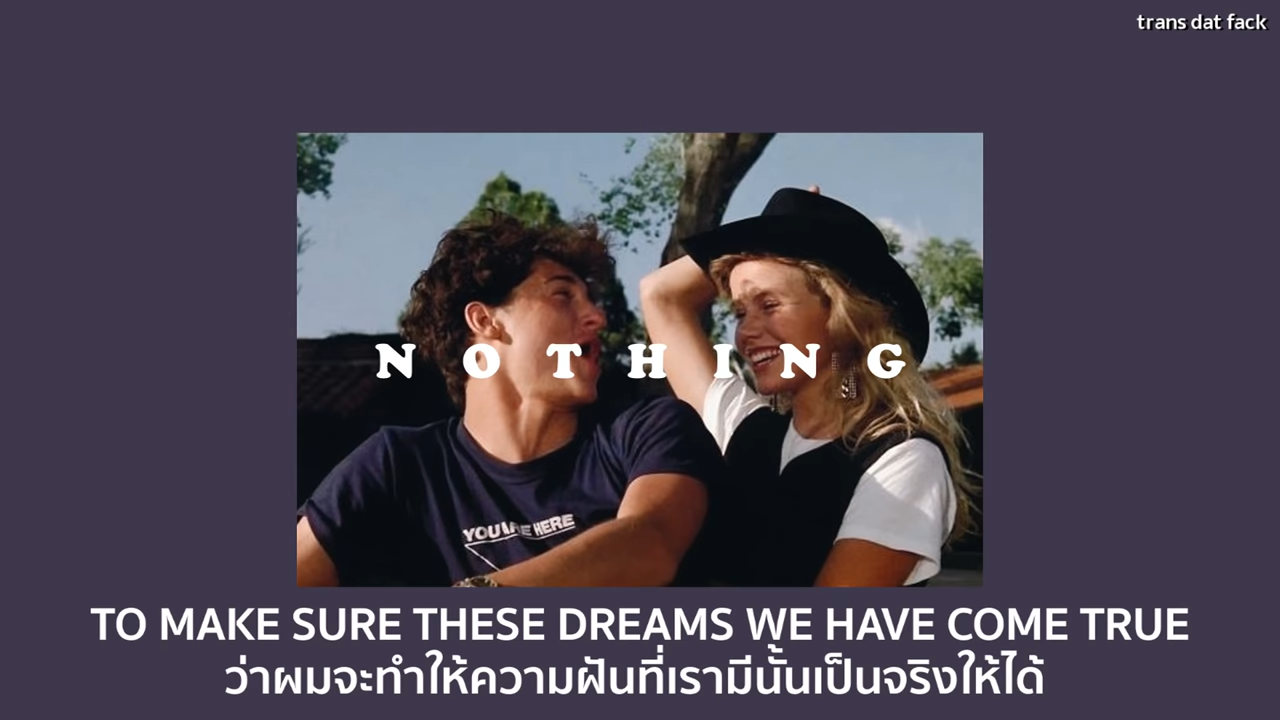 trans dat fack
NOTHING
YOU ARE HERE
TO MAKE SURE THESE DREAMS WE HAVE COME TRUE
ว่าผมจะทำให้ความฝันที่เรามีนั้นเป็นจริงให้ได้